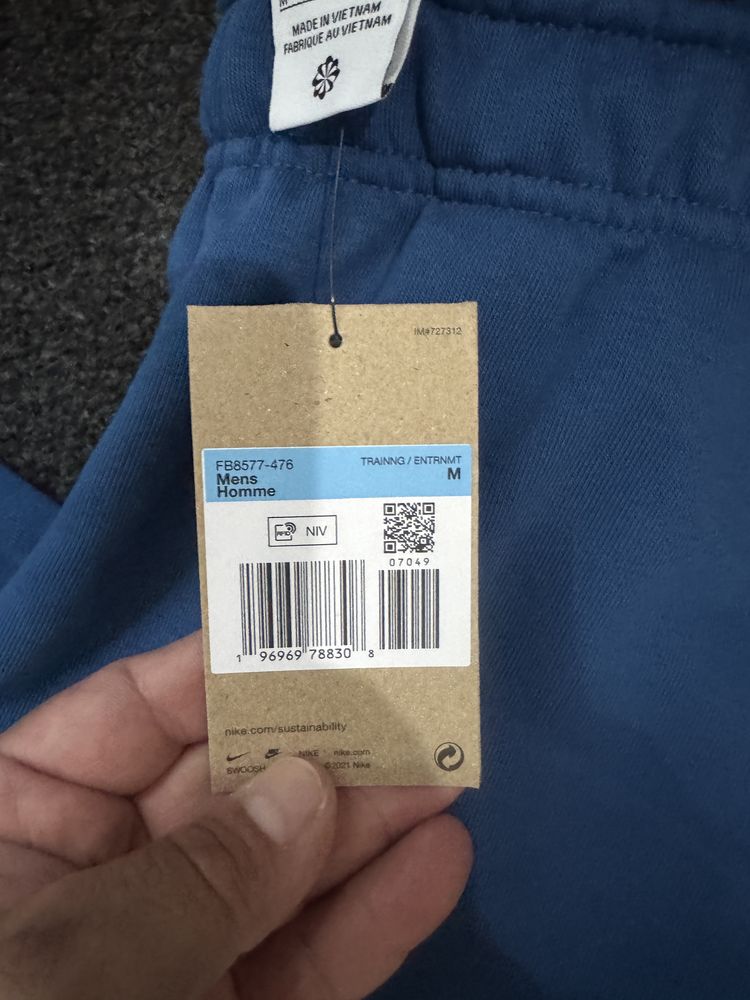 M
MADE IN VIETNAM
FABRIQUE AU VIETNAM
IM#727312
FB8577-476
TRAINNG / ENTRNMT
Mens
M
Homme
RFID
NIV
07049
1 96969 78830 8
nike.com/sustainability
NIKE
nike.com
SWOOSH
©2021 Nike